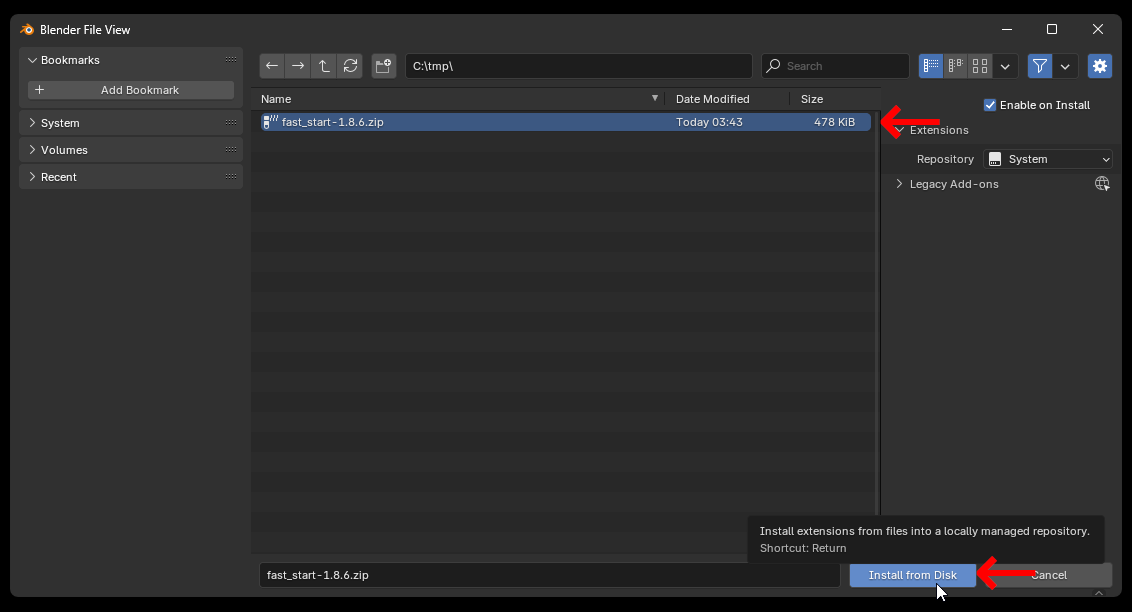 Blender File View
Bookmarks
Add Bookmark
System
Volumes
Recent
C:\tmp\
Search
Name Date Modified Size
fast_start-1.8.6.zip Today 03:43 478 KiB
Enable on Install
Extensions
Repository System
Legacy Add-ons
Install extensions from files into a locally managed repository.
Shortcut: Return
fast_start-1.8.6.zip Install from Disk Cancel